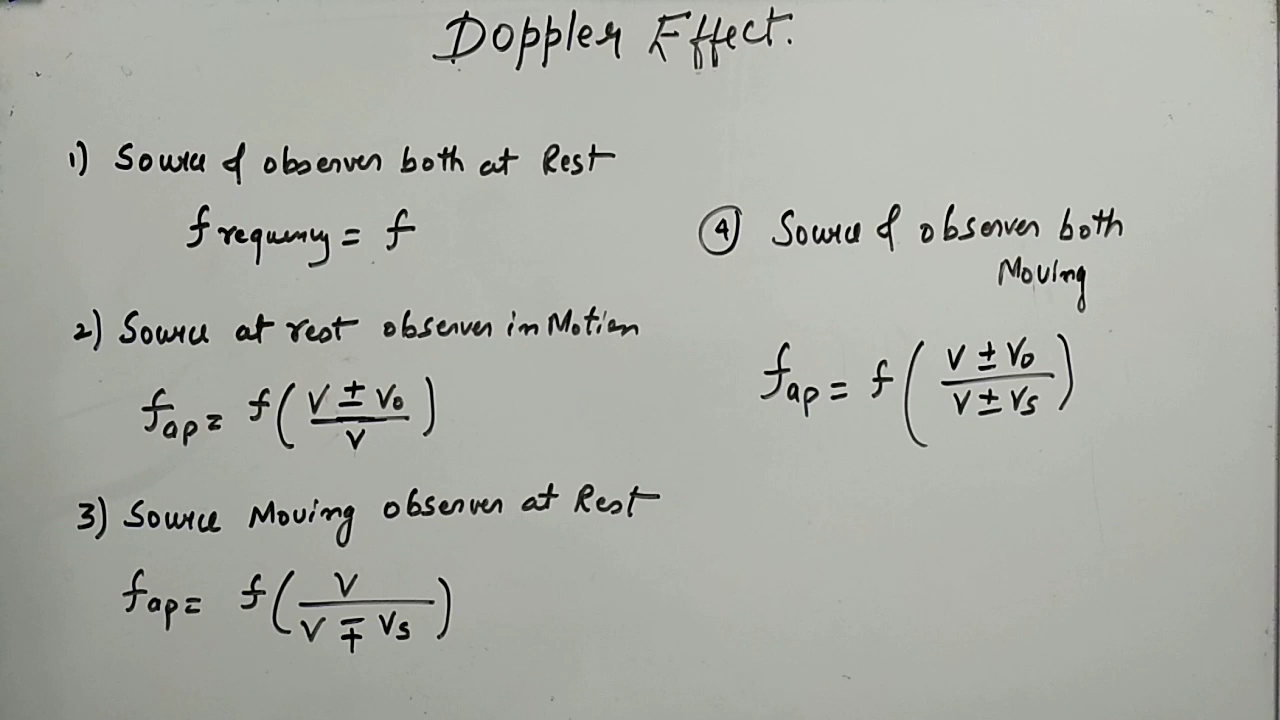 Doppler Effect.
1) Source & observer both at Rest
frequency = f
2) Source at rest observer in Motion
fap = f(V ± Vo / V)
3) Source Moving observer at Rest
fap = f(V / V ∓ Vs)
④ Source & observer both
Moving
fap = f(V ± Vo / V ± Vs)